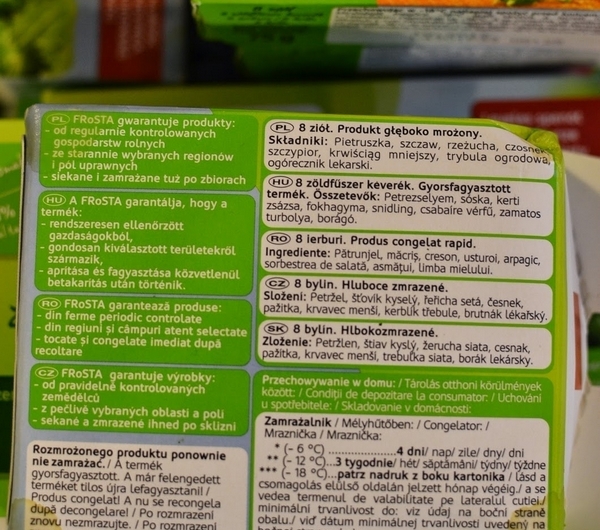 PL FRoSTA gwarantuje produkty:
- od regularnie kontrolowanych
gospodarstw rolnych
- ze starannie wybranych regionów
i pól uprawnych
- siekane i zamrażane tuż po zbiorach
HU A FRoSTA garantálja, hogy a
termék:
- rendszeresen ellenőrzött
gazdaságokból,
- gondosan kiválasztott területekről
származik,
- aprítása és fagyasztása közvetlenül
betakarítás után történik.
RO FRoSTA garantează produse:
- din ferme periodic controlate
- din regiuni și câmpuri atent selectate
- tocate și congelate imediat după
recoltare
CZ FRoSTA garantuje výrobky:
- od pravidelně kontrolovaných
zemědělců
- z pečlivě vybraných oblastí a polí
- sekané a zmrazené ihned po sklizni
Rozmrożonego produktu ponownie
nie zamrażać. / A termék
gyorsfagyasztott. A már felengedett
terméket tilos újra lefagyasztani! /
Produs congelat! A nu se recongela
după decongelare! / Po rozmrazení
znovu nezmrazujte. / Po rozmrazení
PL 8 ziół. Produkt głęboko mrożony.
Składniki: Pietruszka, szczaw, rzeżucha, czosnek,
szczypior, krwiściąg mniejszy, trybula ogrodowa,
ogórecznik lekarski.
HU 8 zöldfűszer keverék. Gyorsfagyasztott
termék. Összetevők: Petrezselyem, sóska, kerti
zsázsa, fokhagyma, snidling, csabaire vérfű, zamatos
turbolya, borágó.
RO 8 ierburi. Produs congelat rapid.
Ingrediente: Pătrunjel, măcriș, creson, usturoi, arpagic,
sorbestrea de salată, asmățui, limba mielului.
CZ 8 bylin. Hluboce zmrazené.
Složení: Petržel, šťovík kyselý, řeřicha setá, česnek,
pažitka, krvavec menší, kerblík třebule, brutnák lékařský.
SK 8 bylin. Hlbokozmrazené.
Zloženie: Petržlen, štiav kyslý, žerucha siata, cesnak,
pažitka, krvavec menší, trebuľka siata, borák lekársky.
Przechowywanie w domu: / Tárolás otthoni körülmények
között: / Condiții de depozitare la consumator: / Uchování
u spotřebitele: / Skladovanie v domácnosti:
Zamrażalnik / Mélyhűtőben: / Congelator: /
Mraznička / Mraznička:
* (– 6 °C) ...............4 dni/ nap/ zile/ dny/ dni
** (– 12 °C)...3 tygodnie/ hét/ săptămâni/ týdny/ týždne
*** (– 18 °C)...patrz nadruk z boku kartonika / Lásd a
csomagolás elülső oldalán jelzett hónap végéig./ a se
vedea termenul de valabilitate pe lateralul cutiei./
minimální trvanlivost do: viz údaj na boční straně
obalu./ viď dátum minimálnej trvanlivosti uvedený na